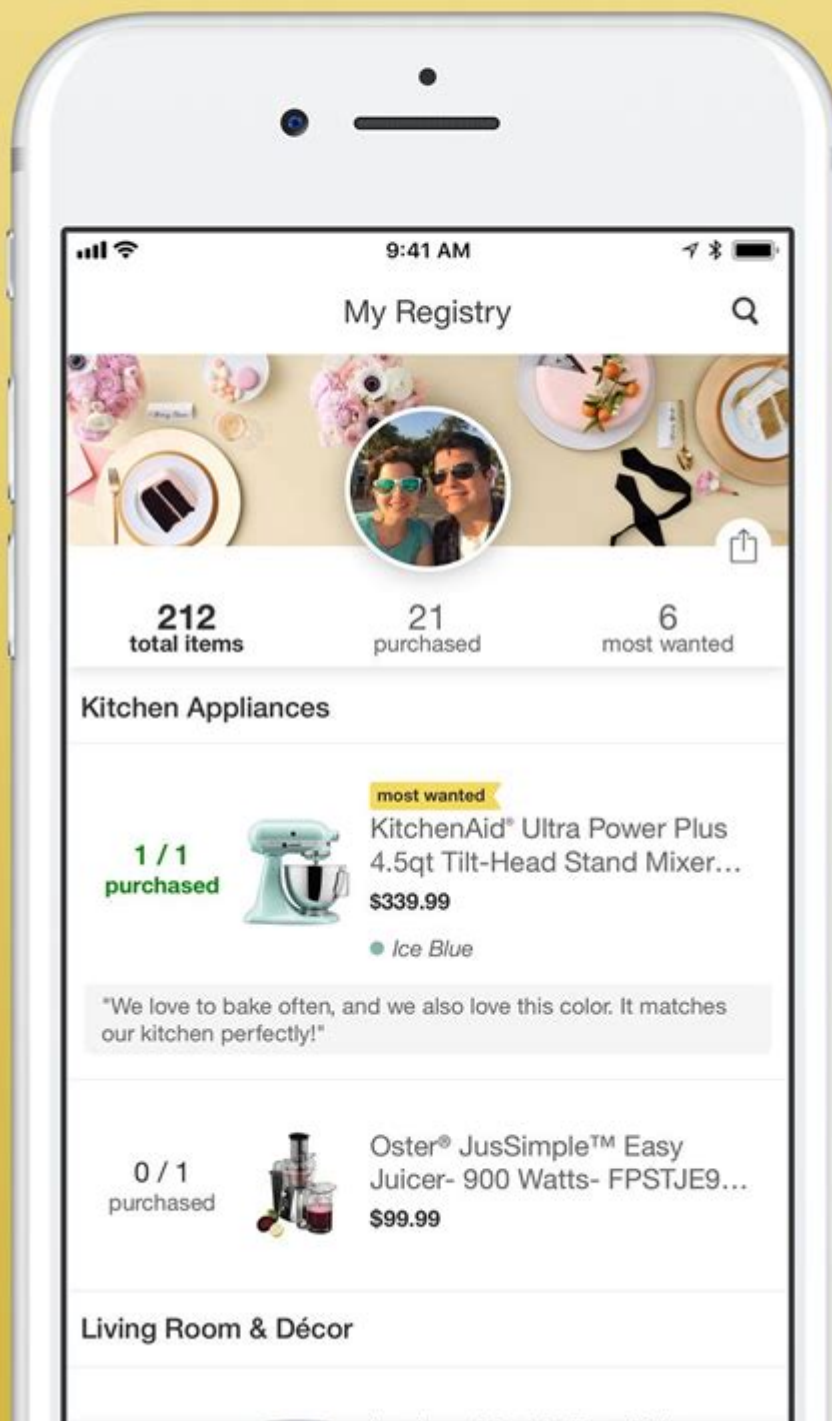 9:41 AM
My Registry
212
total items
21
purchased
6
most wanted
Kitchen Appliances
most wanted
1 / 1
purchased
KitchenAid® Ultra Power Plus
4.5qt Tilt-Head Stand Mixer...
$339.99
Ice Blue
"We love to bake often, and we also love this color. It matches
our kitchen perfectly!"
0 / 1
purchased
Oster® JusSimple™ Easy
Juicer- 900 Watts- FPSTJE9...
$99.99
Living Room & Décor